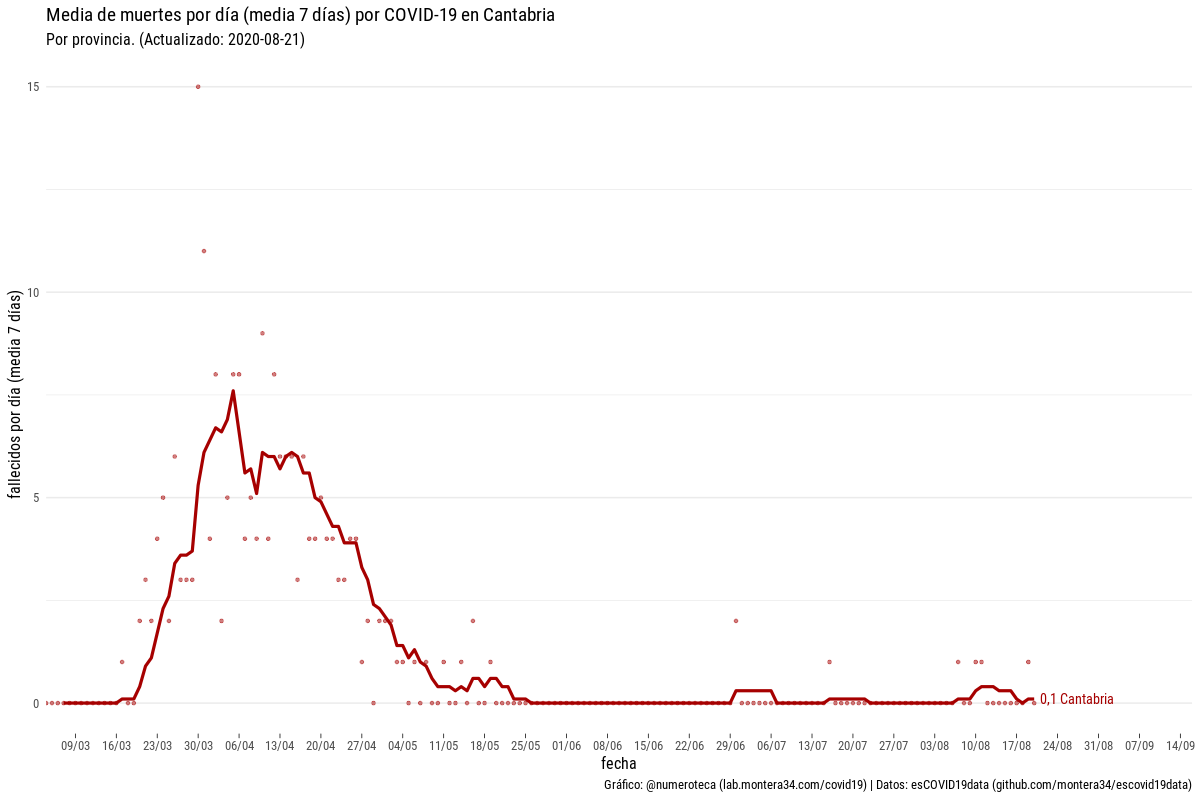 Media de muertes por día (media 7 días) por COVID-19 en Cantabria
Por provincia. (Actualizado: 2020-08-21)
fallecidos por día (media 7 días)
15
10
5
0
0,1 Cantabria
09/03 16/03 23/03 30/03 06/04 13/04 20/04 27/04 04/05 11/05 18/05 25/05 01/06 08/06 15/06 22/06 29/06 06/07 13/07 20/07 27/07 03/08 10/08 17/08 24/08 31/08 07/09 14/09
fecha
Gráfico: @numeroteca (lab.montera34.com/covid19) | Datos: esCOVID19data (github.com/montera34/escovid19data)